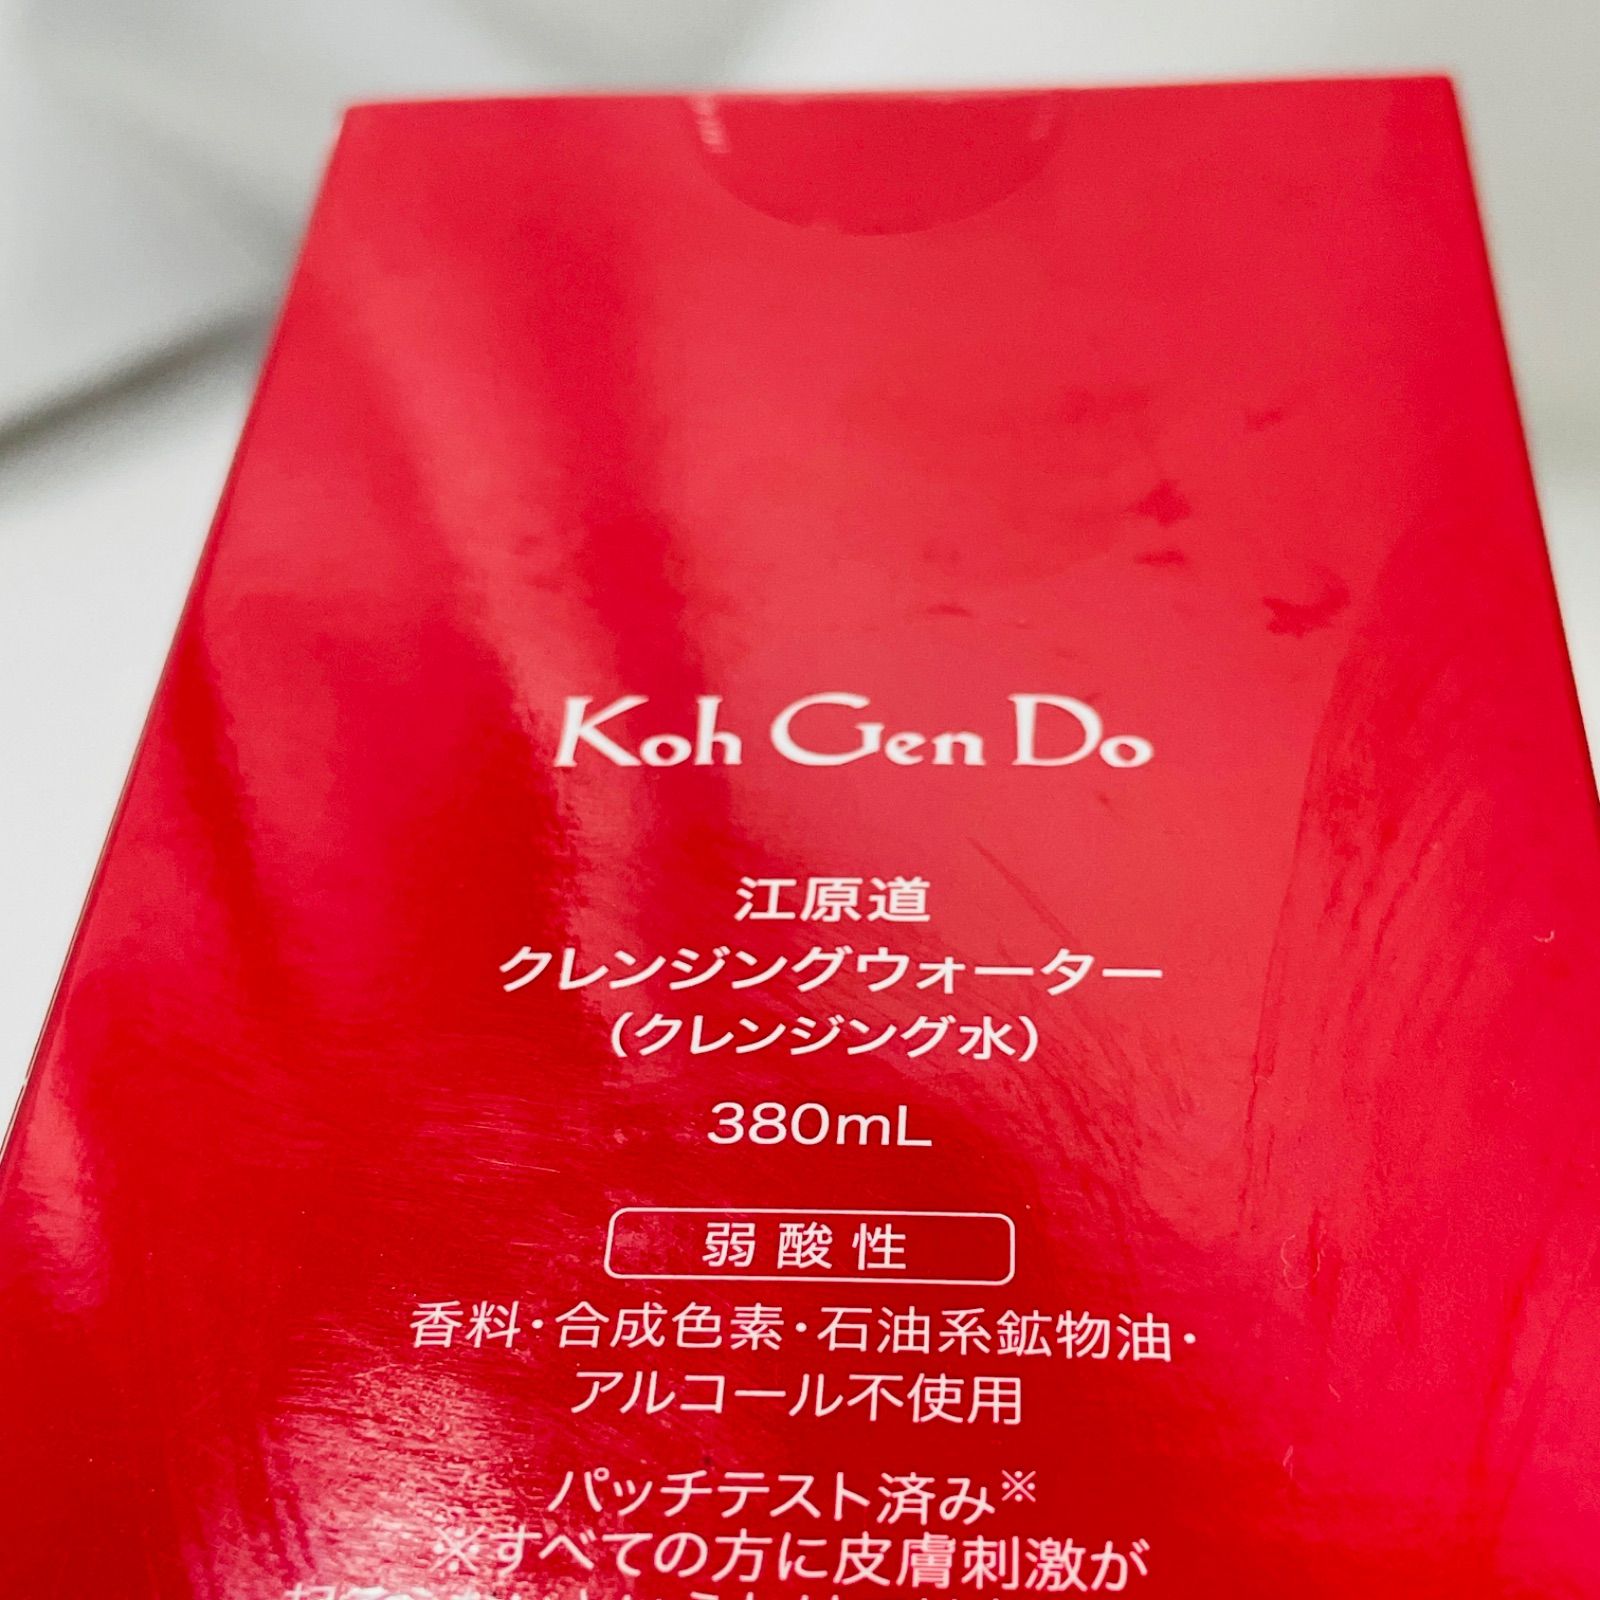 Koh Gen Do
江原道
クレンジングウォーター
(クレンジング水)
380mL
弱酸性
香料・合成色素・石油系鉱物油・
アルコール不使用
パッチテスト済み※
※すべての方に皮膚刺激が